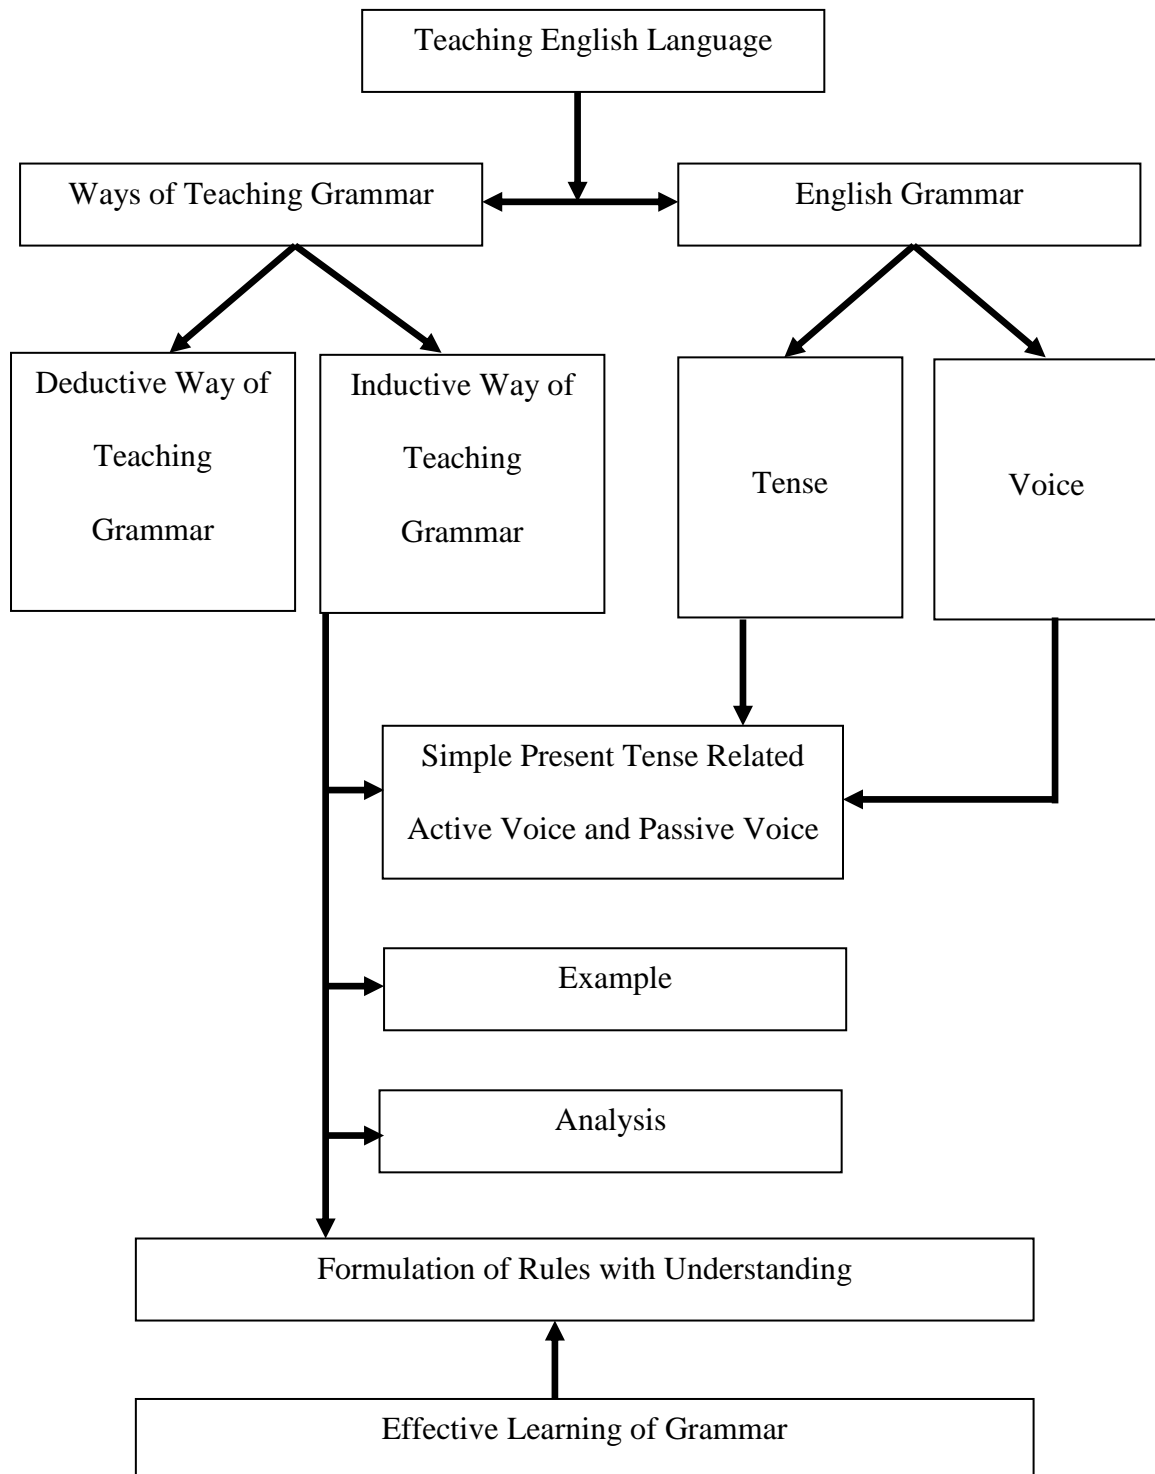 Teaching English Language
Ways of Teaching Grammar
English Grammar
Deductive Way of
Teaching
Grammar
Inductive Way of
Teaching
Grammar
Tense
Voice
Simple Present Tense Related
Active Voice and Passive Voice
Example
Analysis
Formulation of Rules with Understanding
Effective Learning of Grammar